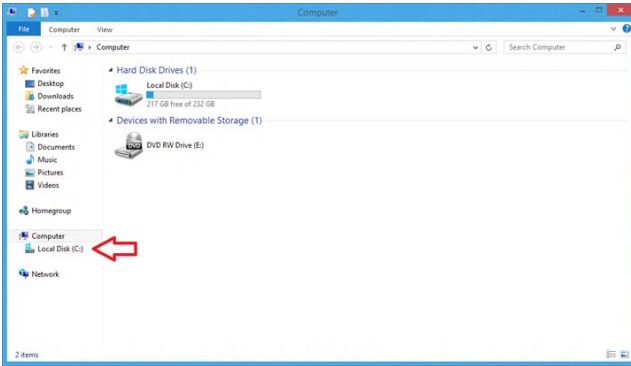 Computer
File Computer View
Computer
Search Computer
Favorites
Desktop
Downloads
Recent places
Libraries
Documents
Music
Pictures
Videos
Homegroup
Computer
Local Disk (C:)
Network
Hard Disk Drives (1)
Local Disk (C:)
217 GB free of 232 GB
Devices with Removable Storage (1)
DVD
DVD RW Drive (E:)
2 items